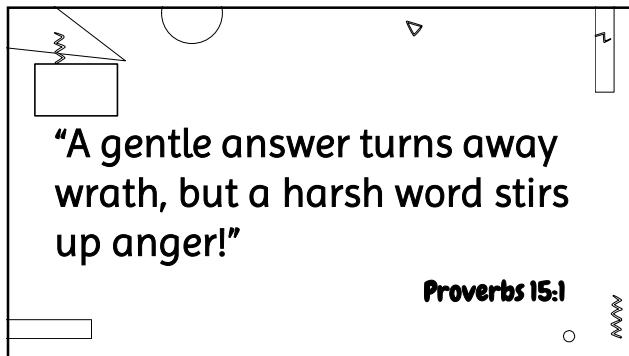 “A gentle answer turns away
wrath, but a harsh word stirs
up anger!”
Proverbs 15:1